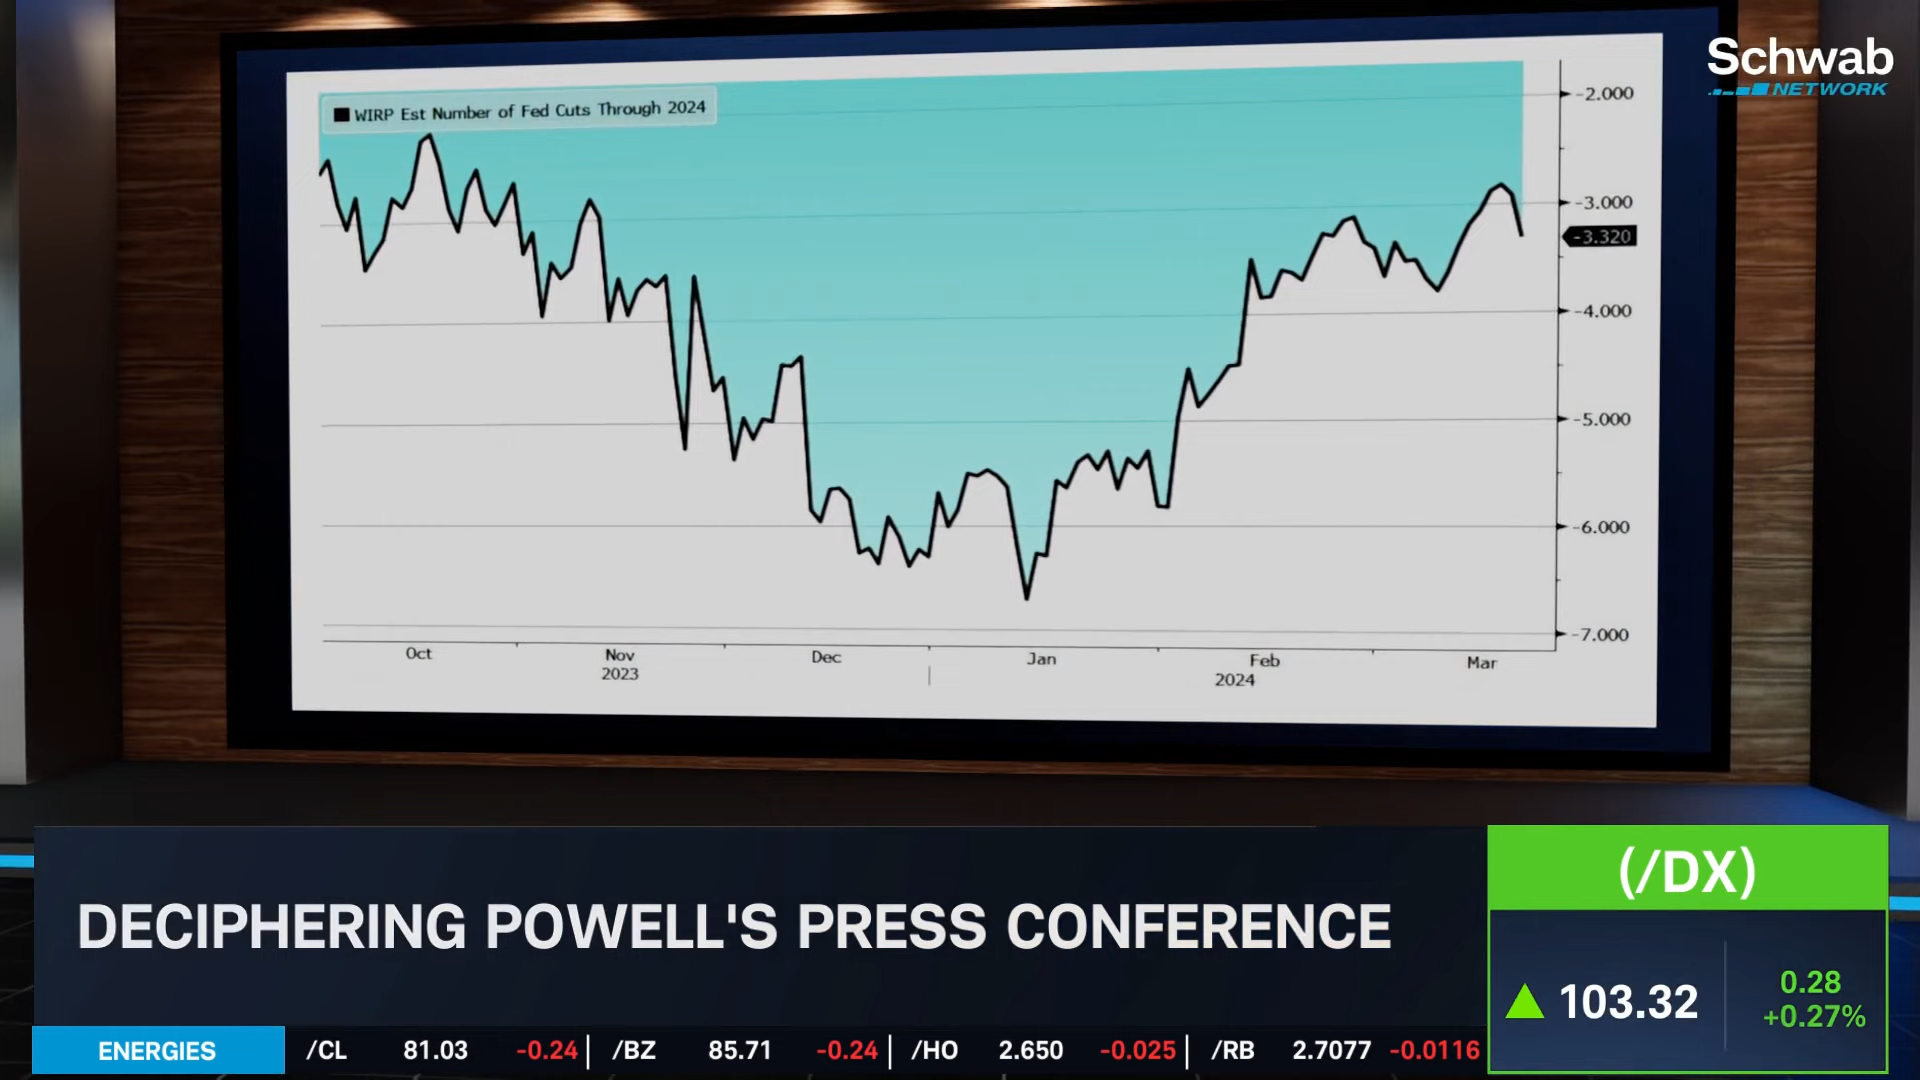 Schwab
NETWORK
WIRP Est Number of Fed Cuts Through 2024
-2.000
-3.000
-3.320
-4.000
-5.000
-6.000
-7.000
Oct Nov Dec Jan Feb Mar
2023 2024
DECIPHERING POWELL'S PRESS CONFERENCE
(/DX)
103.32
0.28
+0.27%
ENERGIES /CL 81.03 -0.24 /BZ 85.71 -0.24 /HO 2.650 -0.025 /RB 2.7077 -0.0116